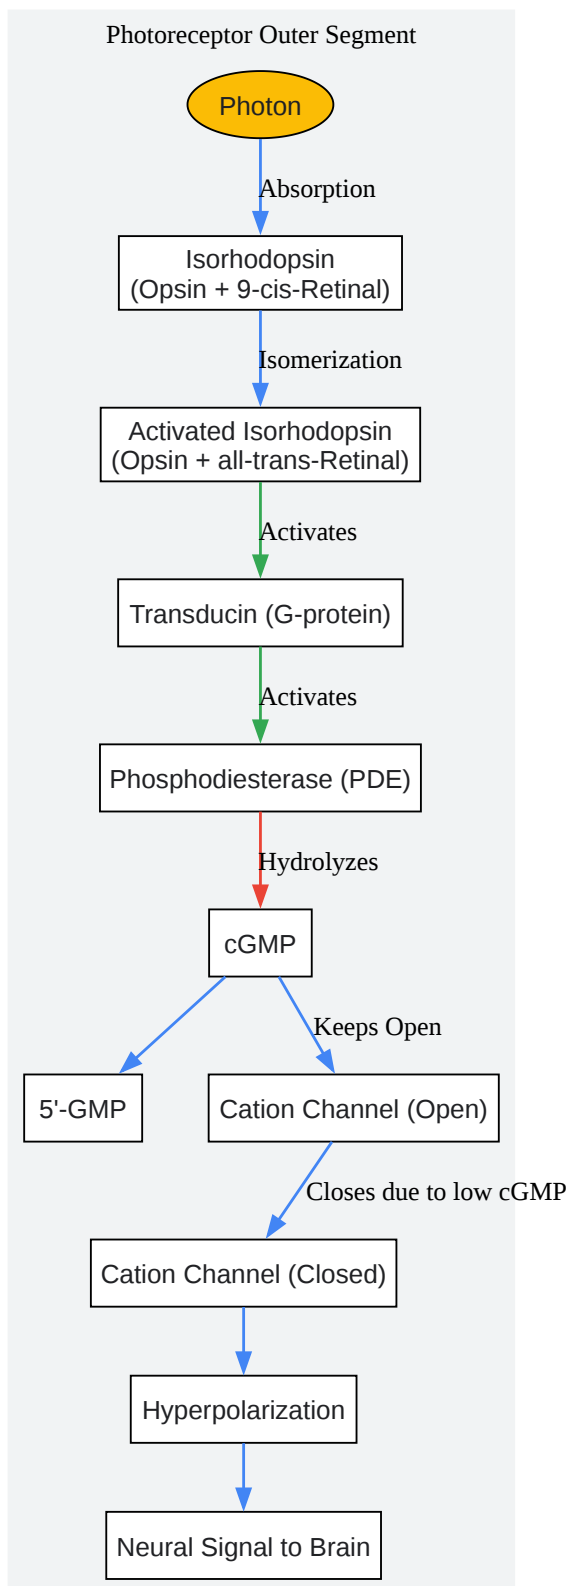 Photoreceptor Outer Segment
Photon
Absorption
Isorhodopsin
(Opsin + 9-cis-Retinal)
Isomerization
Activated Isorhodopsin
(Opsin + all-trans-Retinal)
Activates
Transducin (G-protein)
Activates
Phosphodiesterase (PDE)
Hydrolyzes
cGMP
Keeps Open
5'-GMP
Cation Channel (Open)
Closes due to low cGMP
Cation Channel (Closed)
Hyperpolarization
Neural Signal to Brain